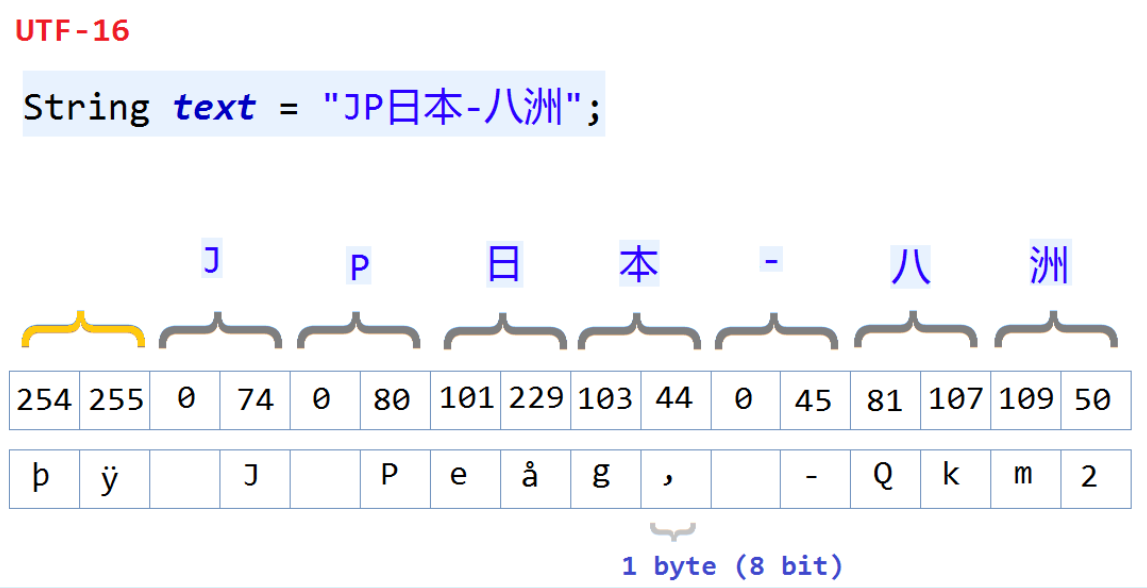 UTF-16
String text = "JP日本-八洲";
J P 日 本 - 八 洲
254 255 0 74 0 80 101 229 103 44 0 45 81 107 109 50
þ ÿ J P e å g , - Q k m 2
1 byte (8 bit)